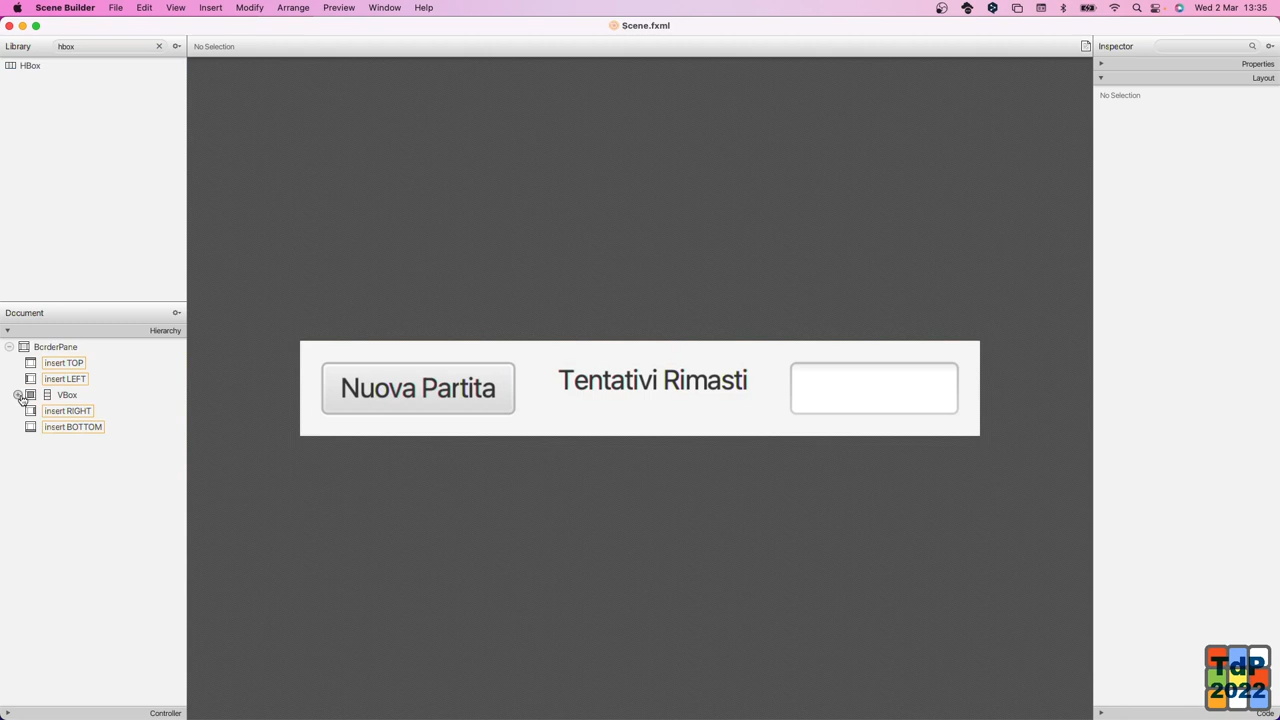 Scene Builder File Edit View Insert Modify Arrange Preview Window Help Wed 2 Mar 13:35
Scene.fxml
Library hbox No Selection Inspector
HBox
Properties
Layout
No Selection
Document
Hierarchy
BorderPane
insert TOP
insert LEFT
VBox
insert RIGHT
insert BOTTOM
Nuova Partita Tentativi Rimasti
Controller
Code
TdP
2022